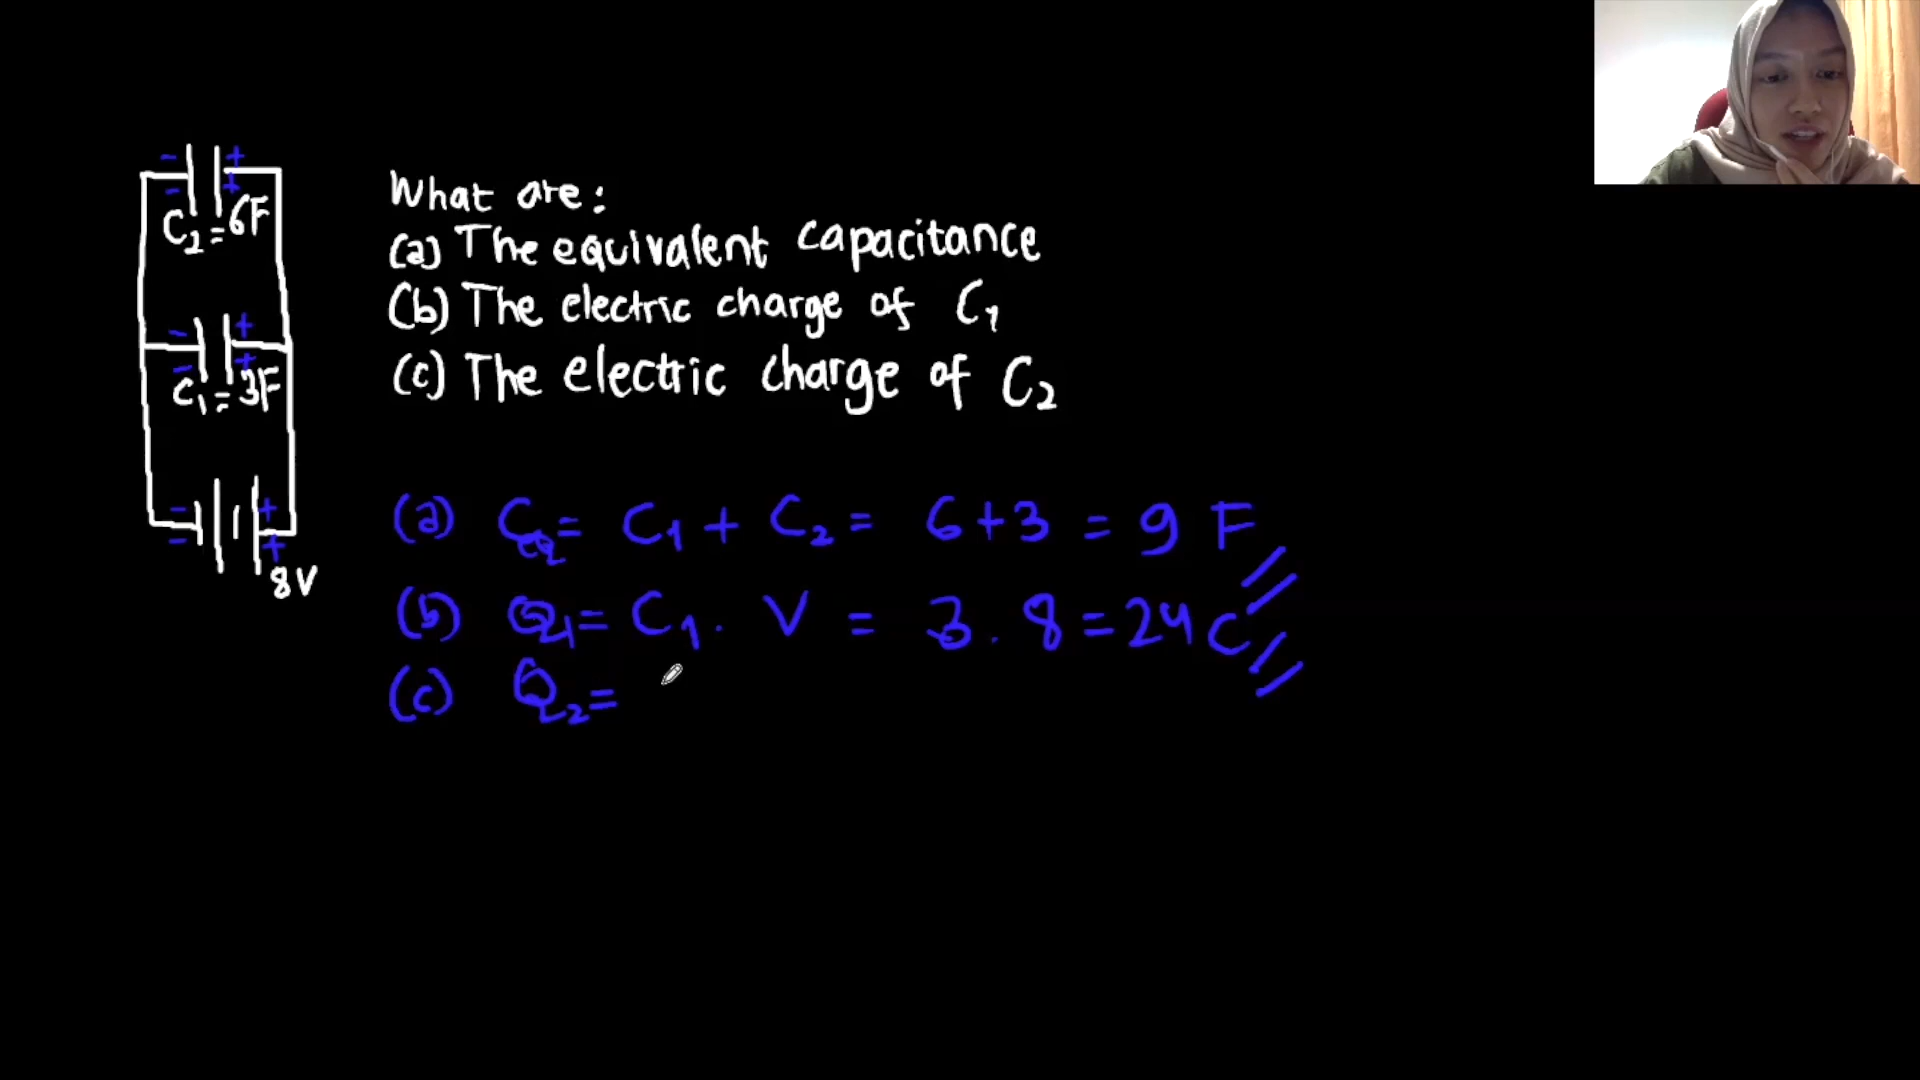 C₂=6F
C₁=3F
8V
What are:
(a) The equivalent capacitance
(b) The electric charge of C₁
(c) The electric charge of C₂
(a) Ceq = C₁ + C₂ = 6+3 = 9 F
(b) Q₁ = C₁ . V = 3 . 8 = 24 C
(c) Q₂ =